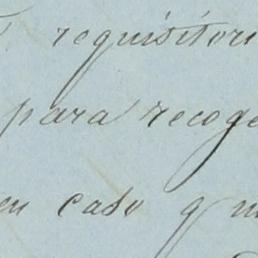 requisitori
para recoge
en caso q